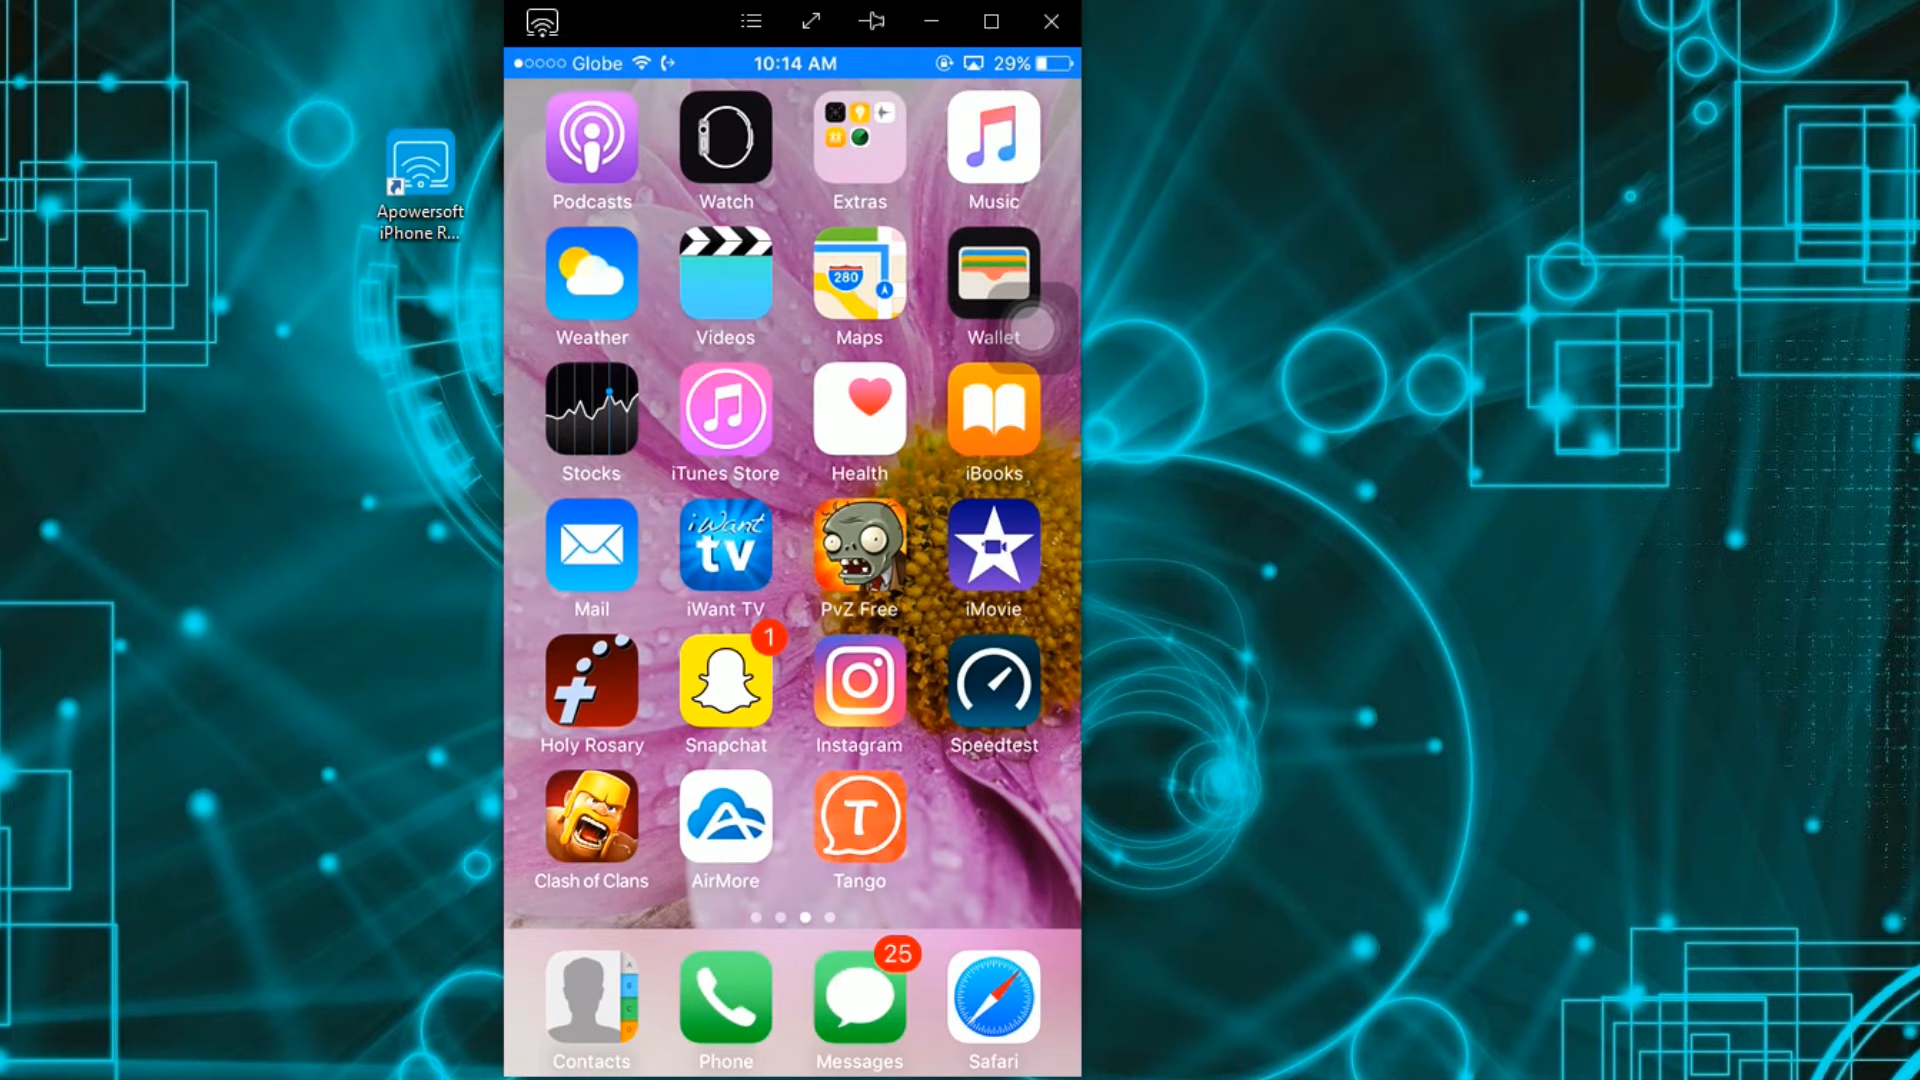 Globe 10:14 AM 29%
Apowersoft
iPhone R...
Podcasts Watch Extras Music
280
Weather Videos Maps Wallet
Stocks iTunes Store Health iBooks
iWant
tv
Mail iWant TV PvZ Free iMovie
1
Holy Rosary Snapchat Instagram Speedtest
T
Clash of Clans AirMore Tango
25
A
B
C
D
Contacts Phone Messages Safari